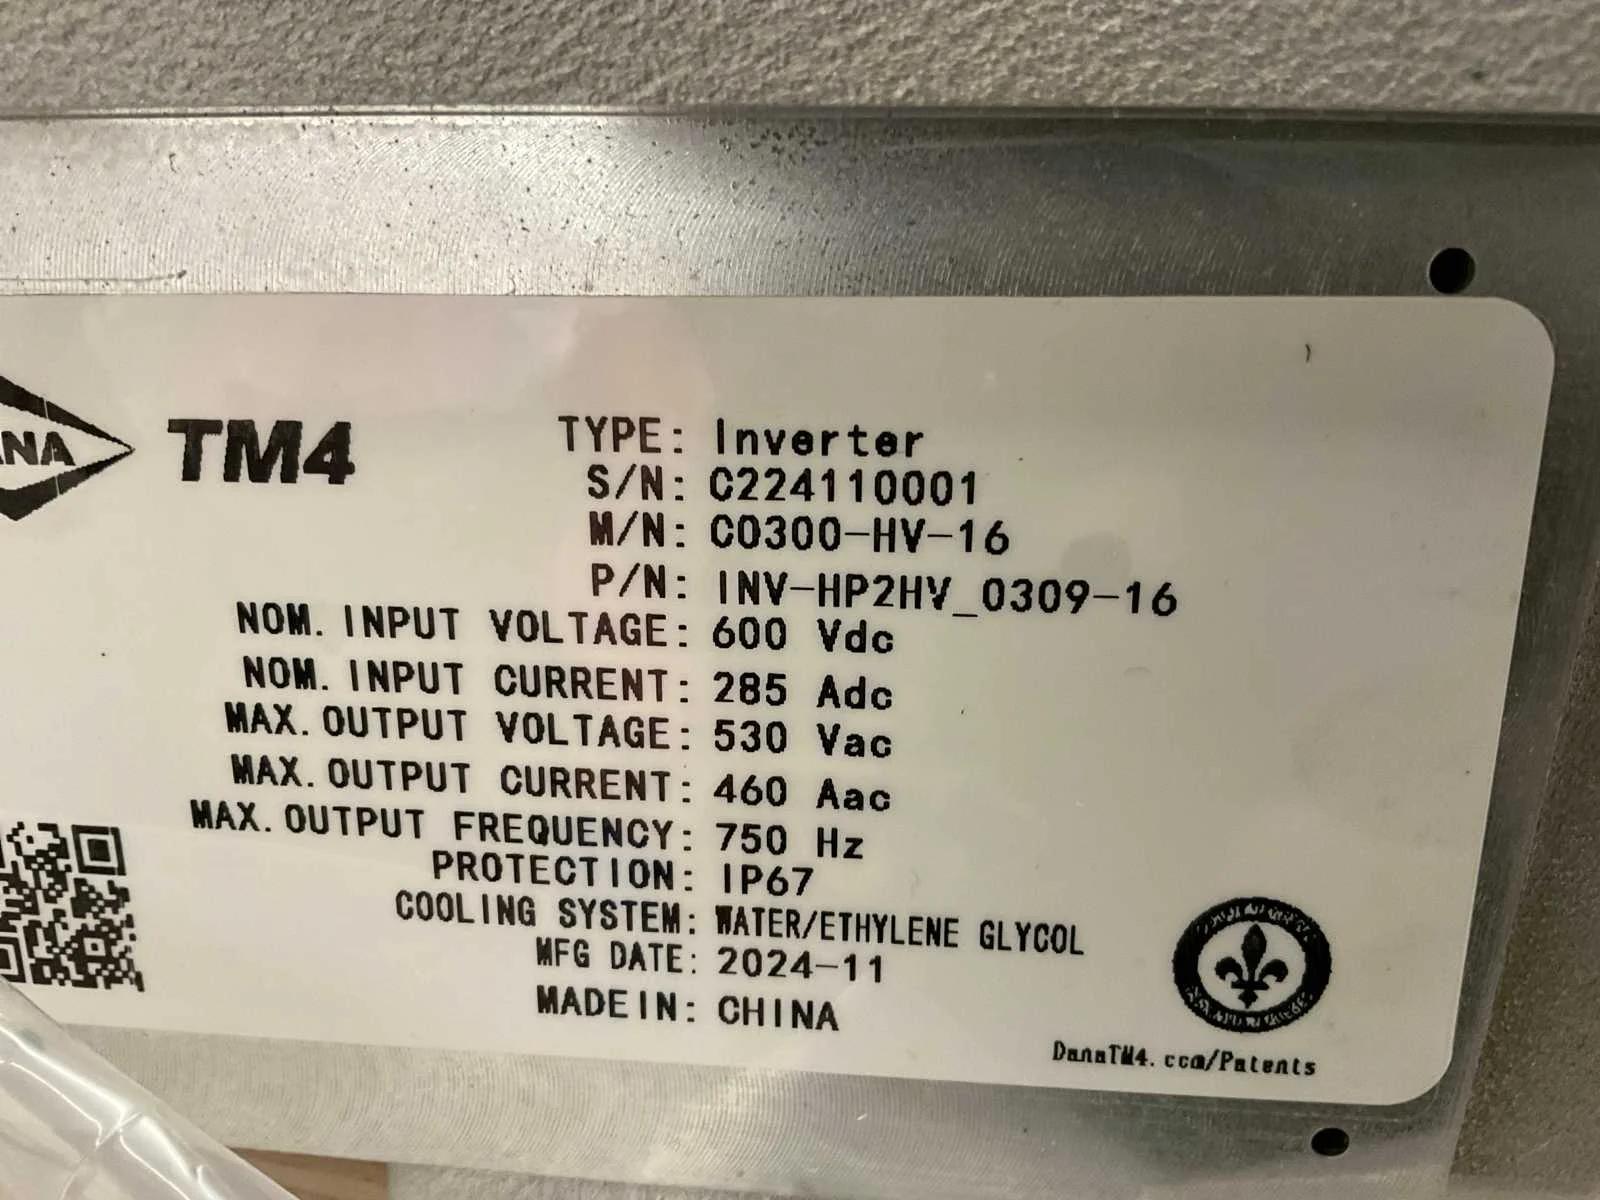 TM4
TYPE: Inverter
S/N: C224110001
M/N: CO300-HV-16
P/N: INV-HP2HV_0309-16
NOM. INPUT VOLTAGE: 600 Vdc
NOM. INPUT CURRENT: 285 Adc
MAX. OUTPUT VOLTAGE: 530 Vac
MAX. OUTPUT CURRENT: 460 Aac
MAX. OUTPUT FREQUENCY: 750 Hz
PROTECTION: IP67
COOLING SYSTEM: WATER/ETHYLENE GLYCOL
MFG DATE: 2024-11
MADE IN: CHINA
DanaTM4.com/Patents